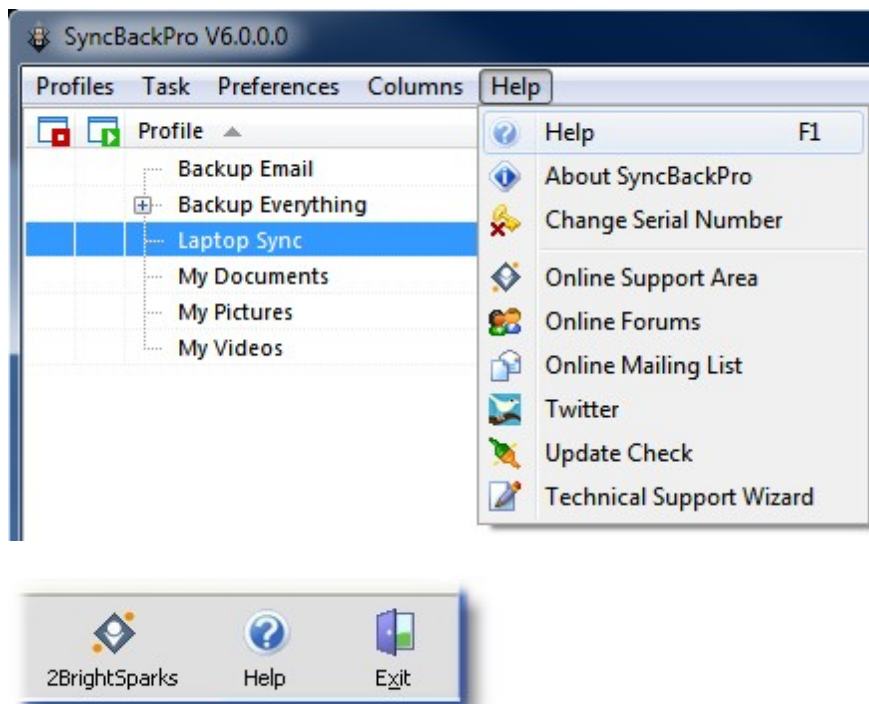 SyncBackPro V6.0.0.0
Profiles Task Preferences Columns Help
Profile
Backup Email
Backup Everything
Laptop Sync
My Documents
My Pictures
My Videos
Help F1
About SyncBackPro
Change Serial Number
Online Support Area
Online Forums
Online Mailing List
Twitter
Update Check
Technical Support Wizard
2BrightSparks Help Exit